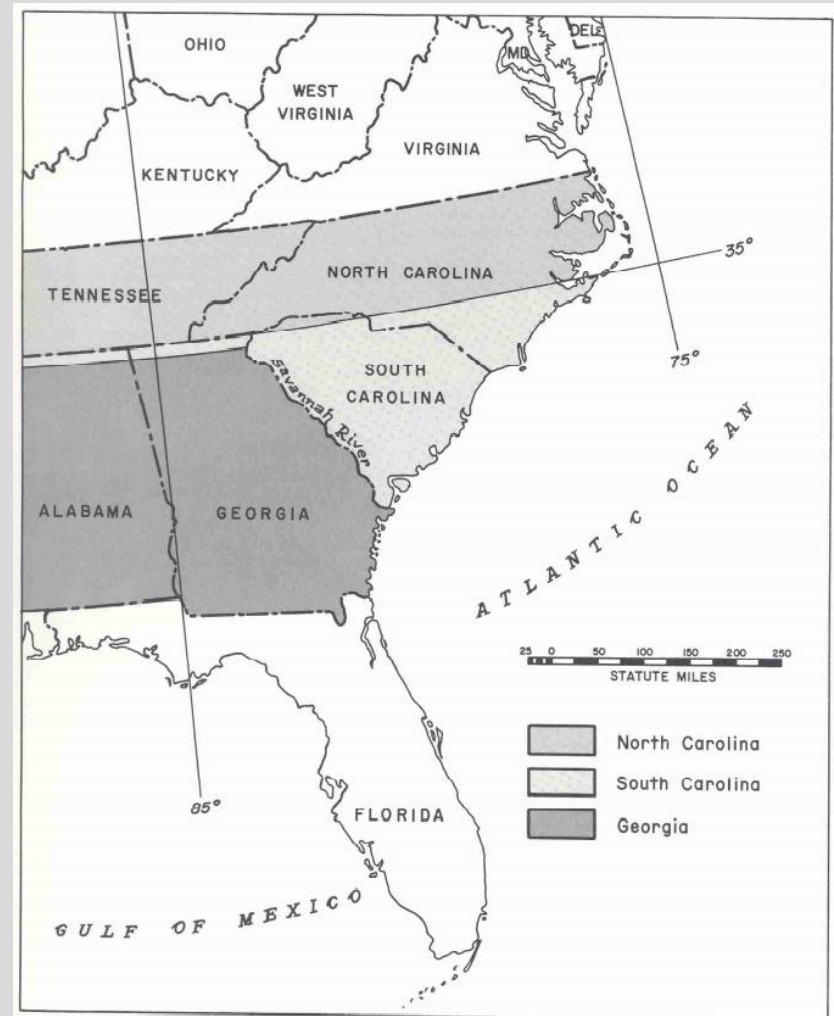 OHIO
DEL
MD
WEST
VIRGINIA
VIRGINIA
KENTUCKY
35°
NORTH CAROLINA
TENNESSEE
75°
SOUTH
CAROLINA
Savannah River
ALABAMA
GEORGIA
ATLANTIC OCEAN
25 0 50 100 150 200 250
STATUTE MILES
North Carolina
South Carolina
Georgia
85°
FLORIDA
GULF OF MEXICO